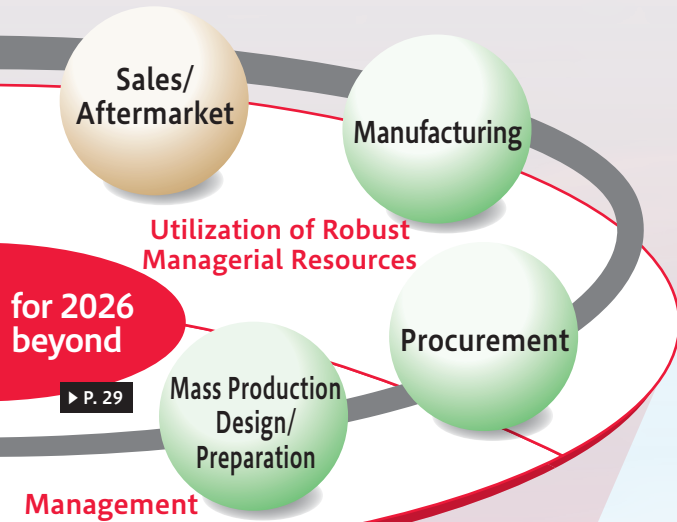 Sales/
Aftermarket
Manufacturing
Utilization of Robust
Managerial Resources
for 2026
beyond
▶ P. 29
Procurement
Mass Production
Design/
Preparation
Management